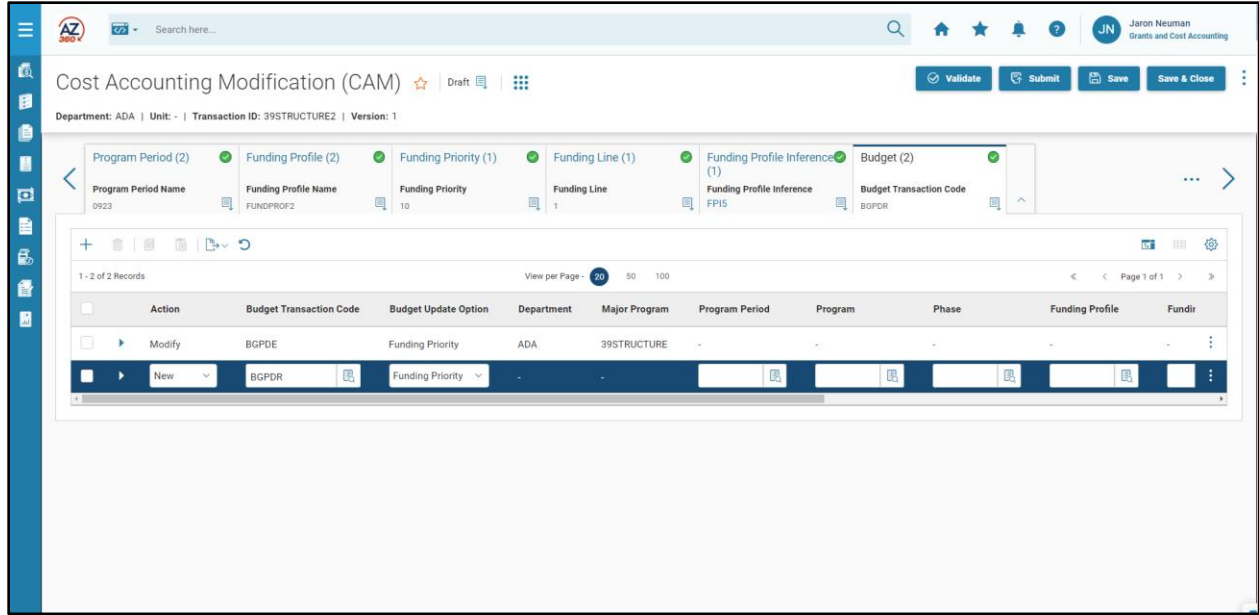 AZ
360
Search here...
?
JN
Jaron Neuman
Grants and Cost Accounting
Cost Accounting Modification (CAM)
Draft
Validate
Submit
Save
Save & Close
Department: ADA | Unit: - | Transaction ID: 39STRUCTURE2 | Version: 1
Program Period (2)
Program Period Name
0923
Funding Profile (2)
Funding Profile Name
FUNDPROF2
Funding Priority (1)
Funding Priority
10
Funding Line (1)
Funding Line
1
Funding Profile Inference
(1)
Funding Profile Inference
FPI5
Budget (2)
Budget Transaction Code
BGPDR
1 - 2 of 2 Records
View per Page - 20 50 100
Page 1 of 1
Action Budget Transaction Code Budget Update Option Department Major Program Program Period Program Phase Funding Profile Fundir
Modify BGPDE Funding Priority ADA 39STRUCTURE - - - - -
New BGPDR Funding Priority - -